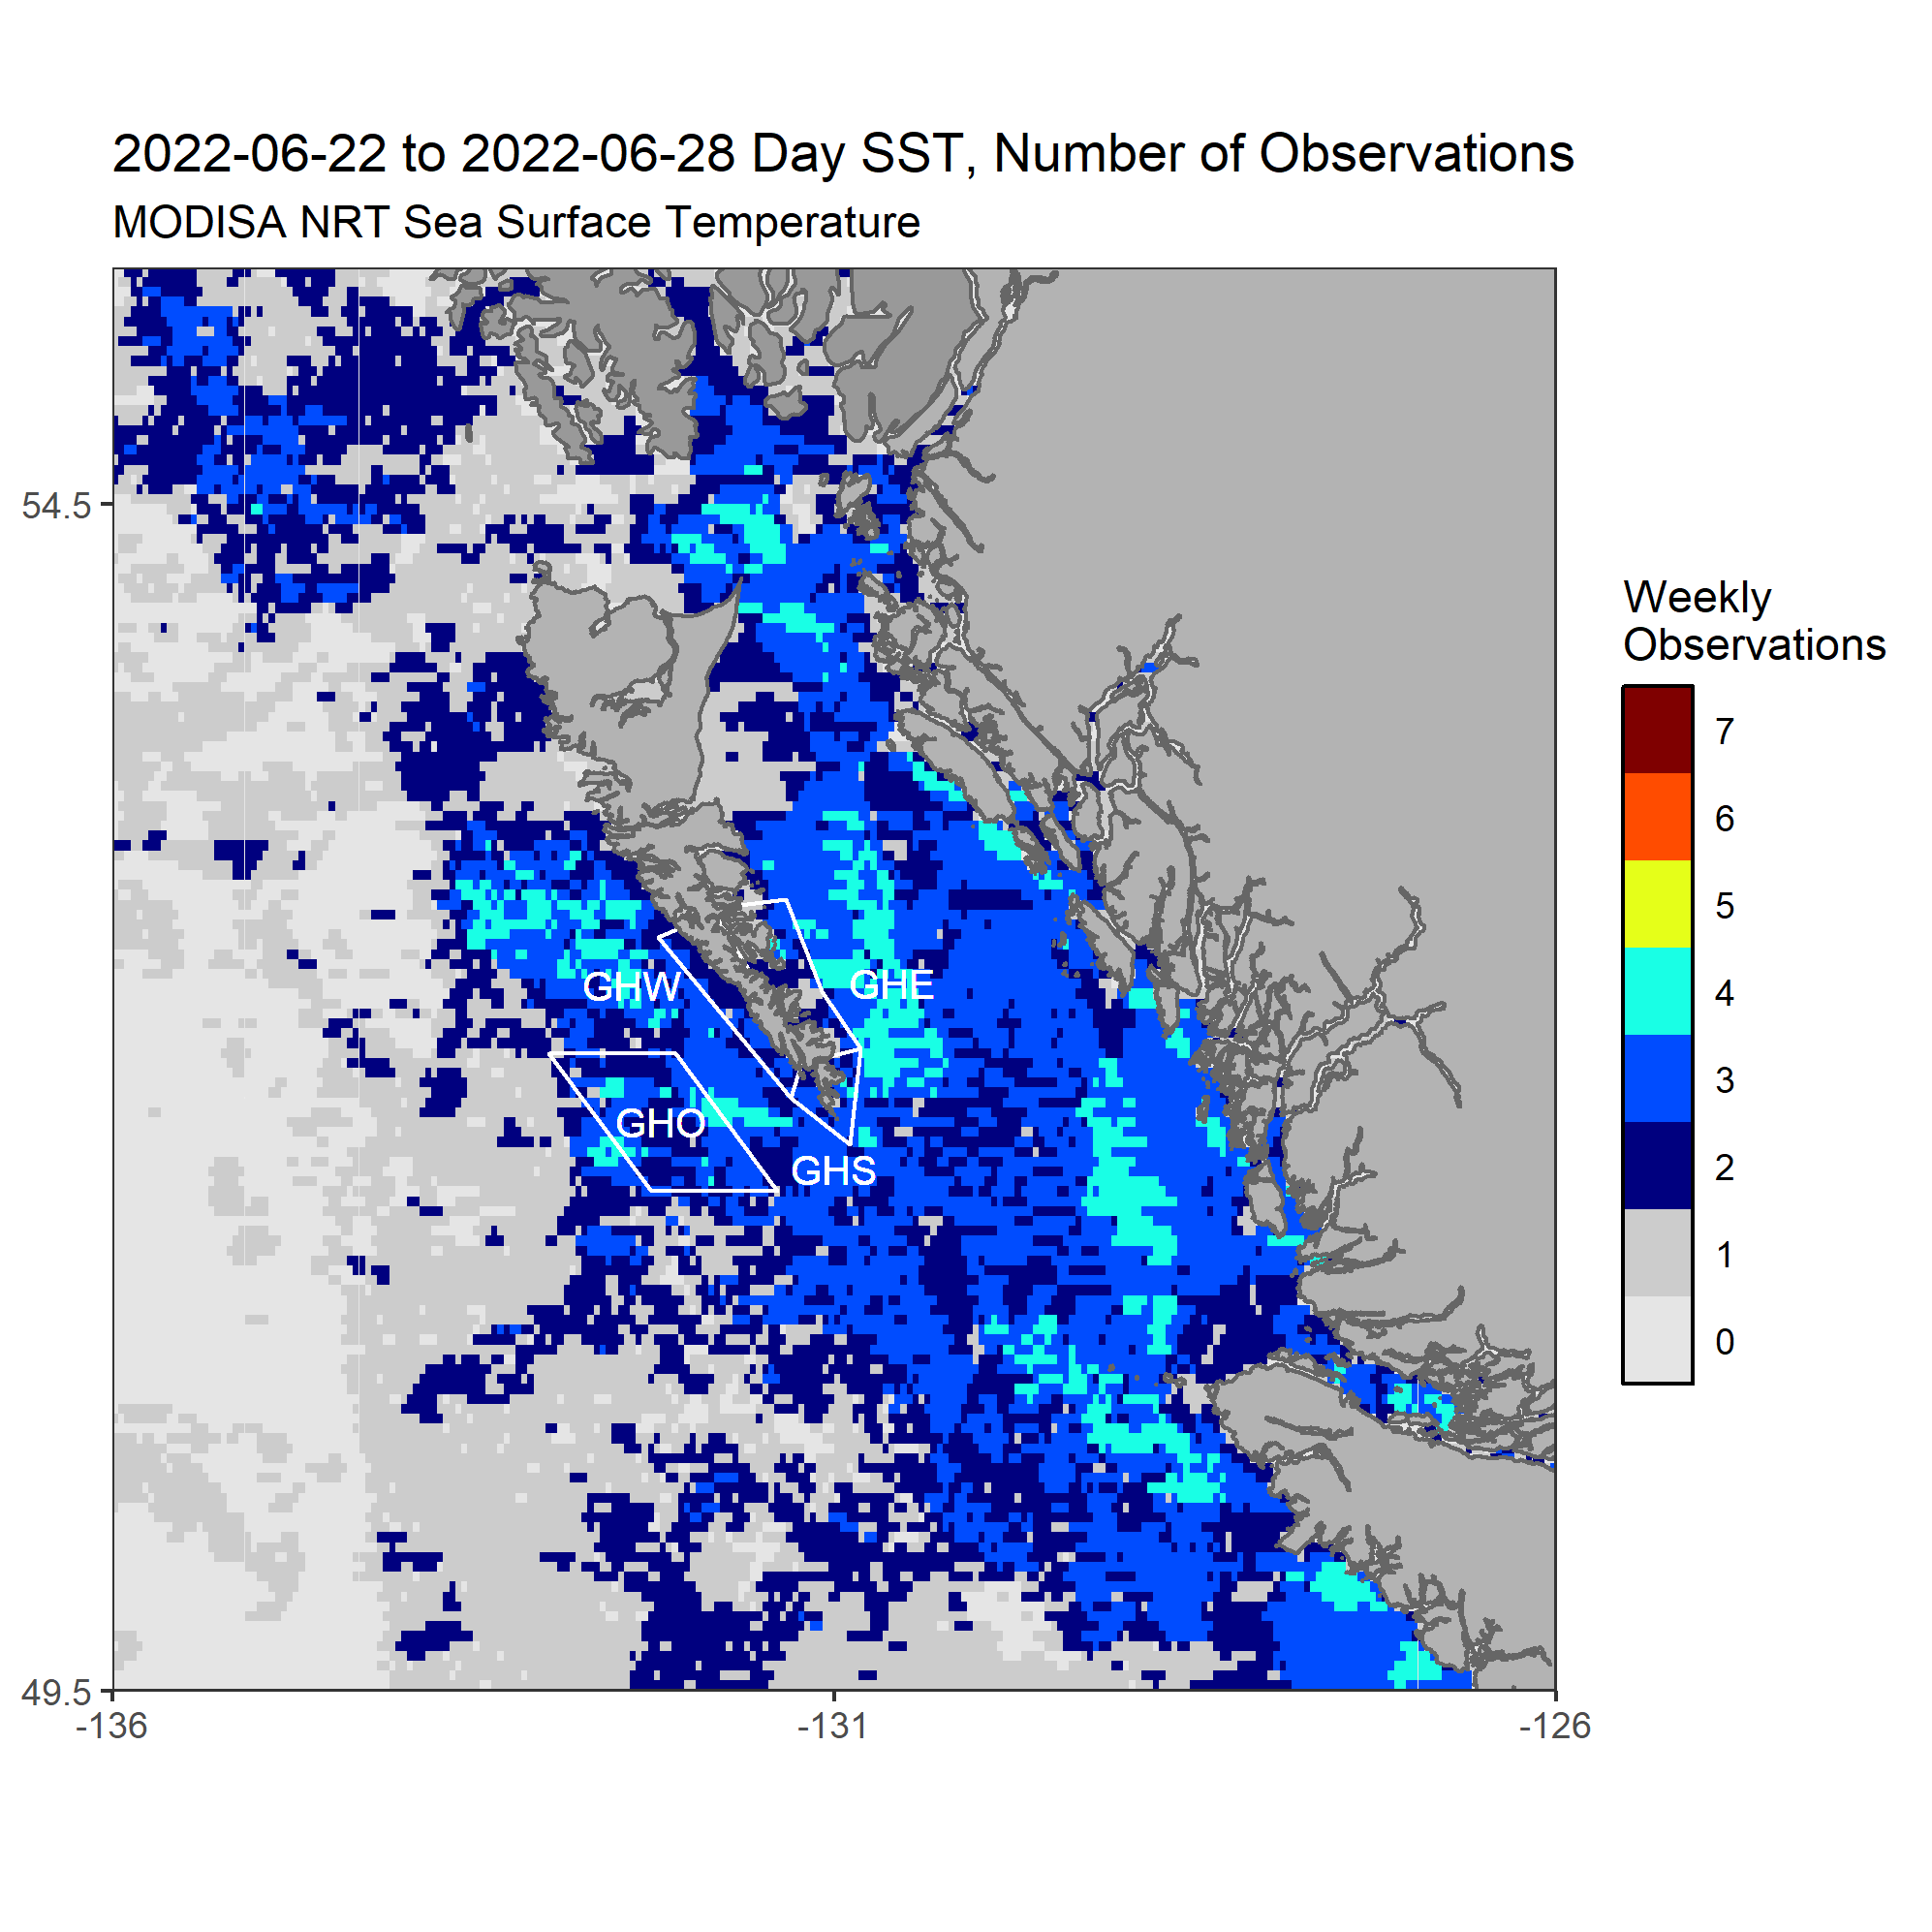 2022-06-22 to 2022-06-28 Day SST, Number of Observations
MODISA NRT Sea Surface Temperature
54.5
49.5
-136
-131
-126
GHW
GHE
GHO
GHS
Weekly
Observations
7
6
5
4
3
2
1
0